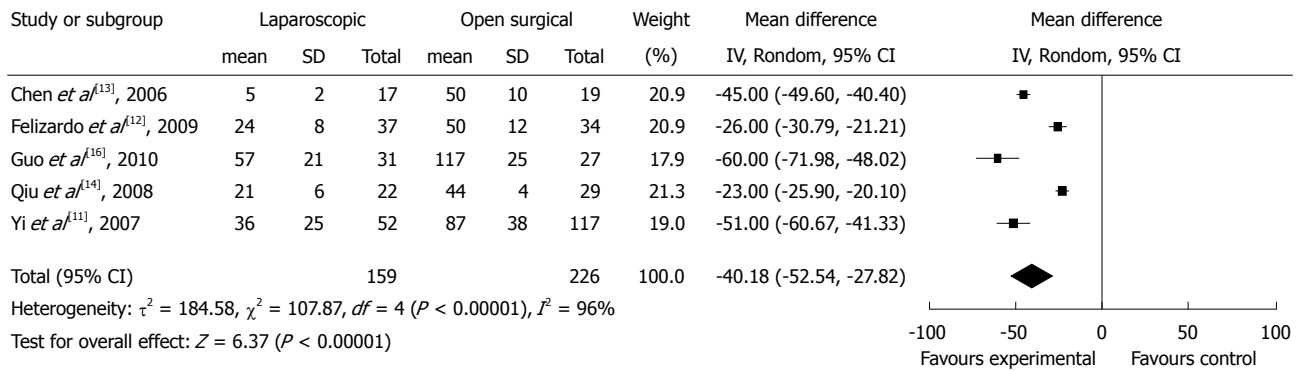 Study or subgroup Laparoscopic Open surgical Weight Mean difference Mean difference
mean SD Total mean SD Total (%) IV, Rondom, 95% CI IV, Rondom, 95% CI
Chen et al[13], 2006 5 2 17 50 10 19 20.9 -45.00 (-49.60, -40.40)
Felizardo et al[12], 2009 24 8 37 50 12 34 20.9 -26.00 (-30.79, -21.21)
Guo et al[16], 2010 57 21 31 117 25 27 17.9 -60.00 (-71.98, -48.02)
Qiu et al[14], 2008 21 6 22 44 4 29 21.3 -23.00 (-25.90, -20.10)
Yi et al[11], 2007 36 25 52 87 38 117 19.0 -51.00 (-60.67, -41.33)
Total (95% CI) 159 226 100.0 -40.18 (-52.54, -27.82)
Heterogeneity: τ² = 184.58, χ² = 107.87, df = 4 (P < 0.00001), I² = 96%
Test for overall effect: Z = 6.37 (P < 0.00001)
-100 -50 0 50 100
Favours experimental Favours control